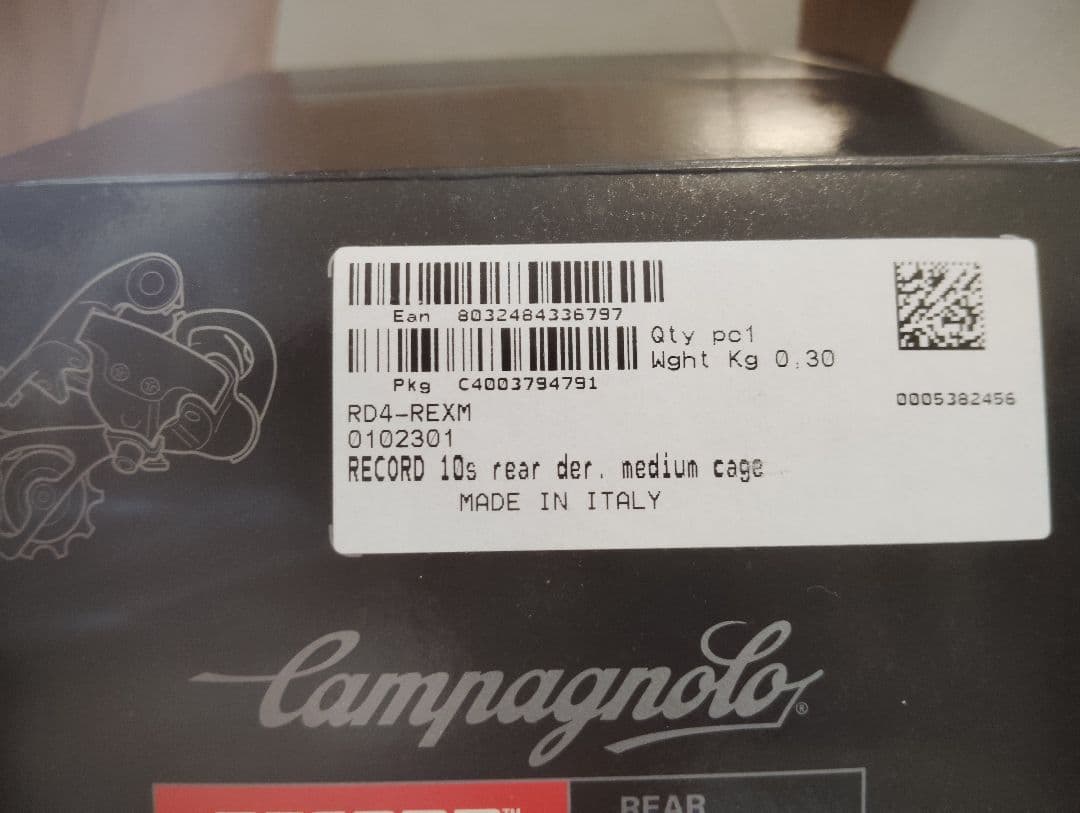 Ean 8032484336797
Qty pc1
Wght Kg 0.30
Pkg C4003794791
0005382456
RD4-REXM
0102301
RECORD 10s rear der. medium cage
MADE IN ITALY
Campagnolo®
REAR